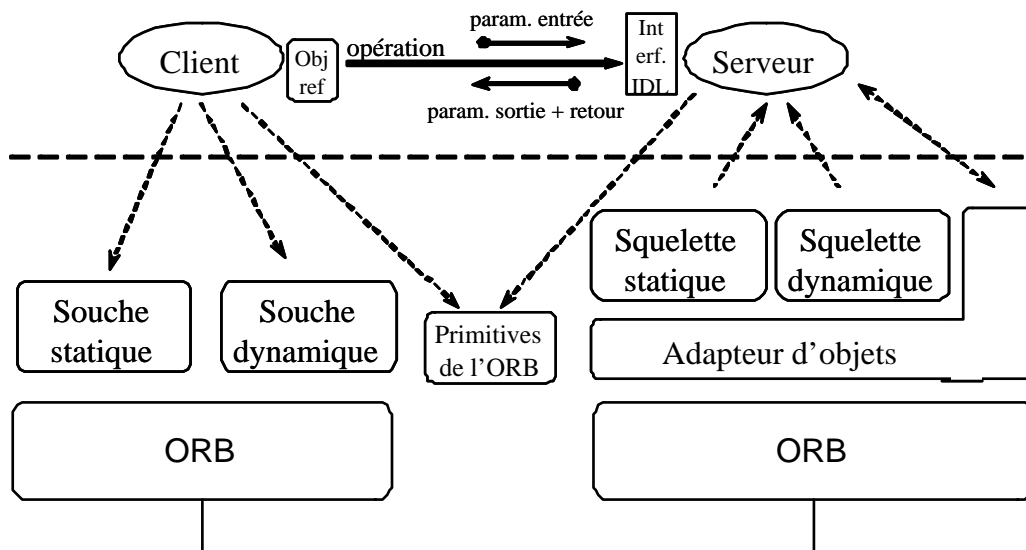 param. entrée
Client
Obj
ref
opération
Int
erf.
IDL
Serveur
param. sortie + retour
Squelette
statique
Squelette
dynamique
Souche
statique
Souche
dynamique
Primitives
de l’ORB
Adapteur d’objets
ORB
ORB